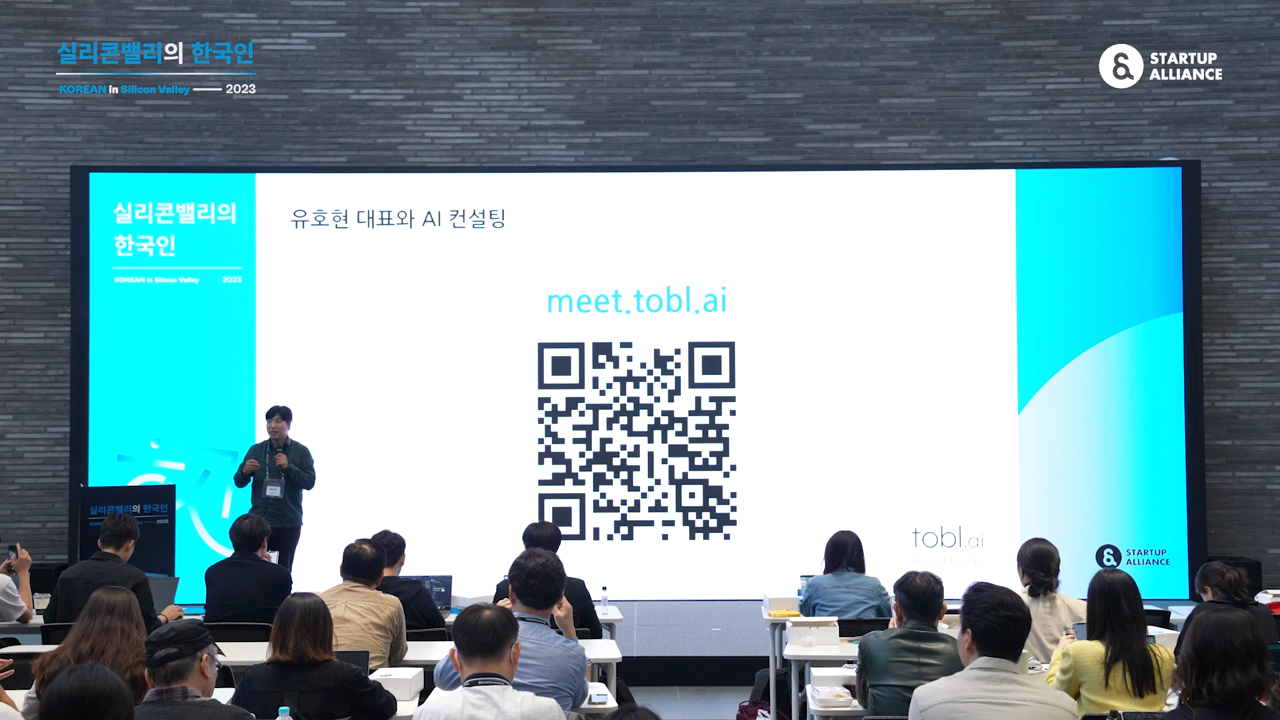 실리콘밸리의 한국인
KOREAN in Silicon Valley 2023
STARTUP
ALLIANCE
실리콘밸리의
한국인
KOREAN in Silicon Valley 2023
유호현 대표와 AI 컨설팅
meet.tobl.ai
tobl.ai
STARTUP
ALLIANCE
실리콘밸리의 한국인
2023